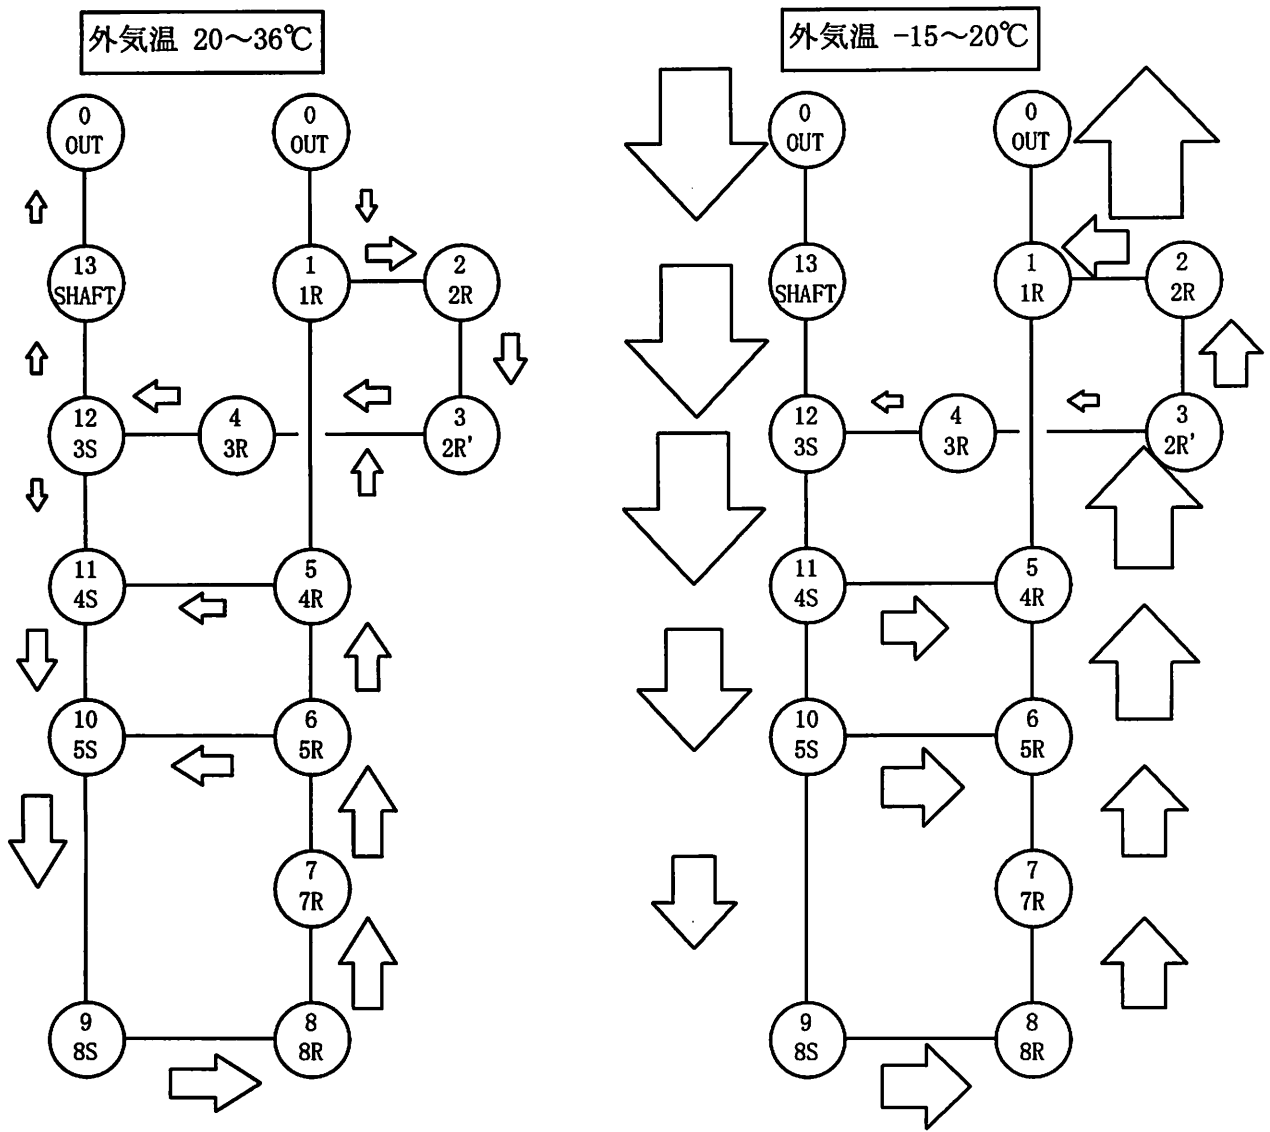 外気温 20～36℃
0
OUT
0
OUT
13
SHAFT
1
1R
2
2R
12
3S
4
3R
3
2R'
11
4S
5
4R
10
5S
6
5R
7
7R
9
8S
8
8R
外気温 -15～20℃
0
OUT
0
OUT
13
SHAFT
1
1R
2
2R
12
3S
4
3R
3
2R'
11
4S
5
4R
10
5S
6
5R
7
7R
9
8S
8
8R